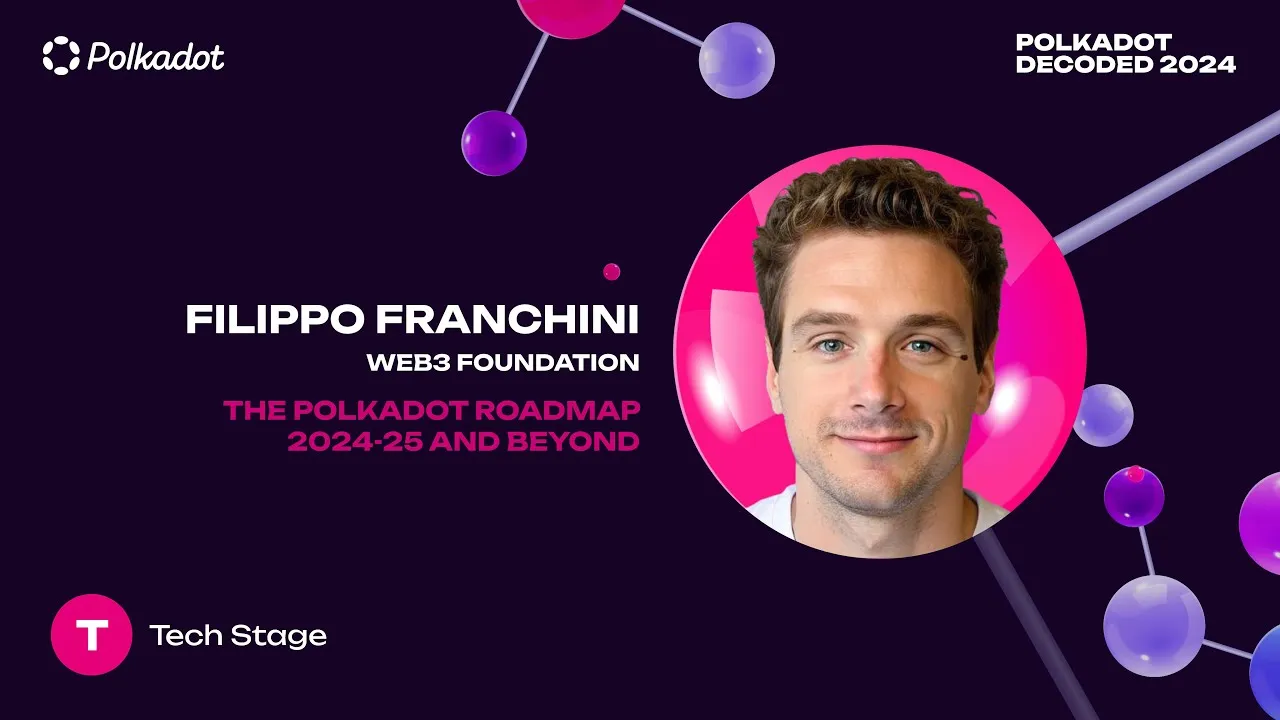 Polkadot
POLKADOT
DECODED 2024
FILIPPO FRANCHINI
WEB3 FOUNDATION
THE POLKADOT ROADMAP
2024-25 AND BEYOND
T
Tech Stage